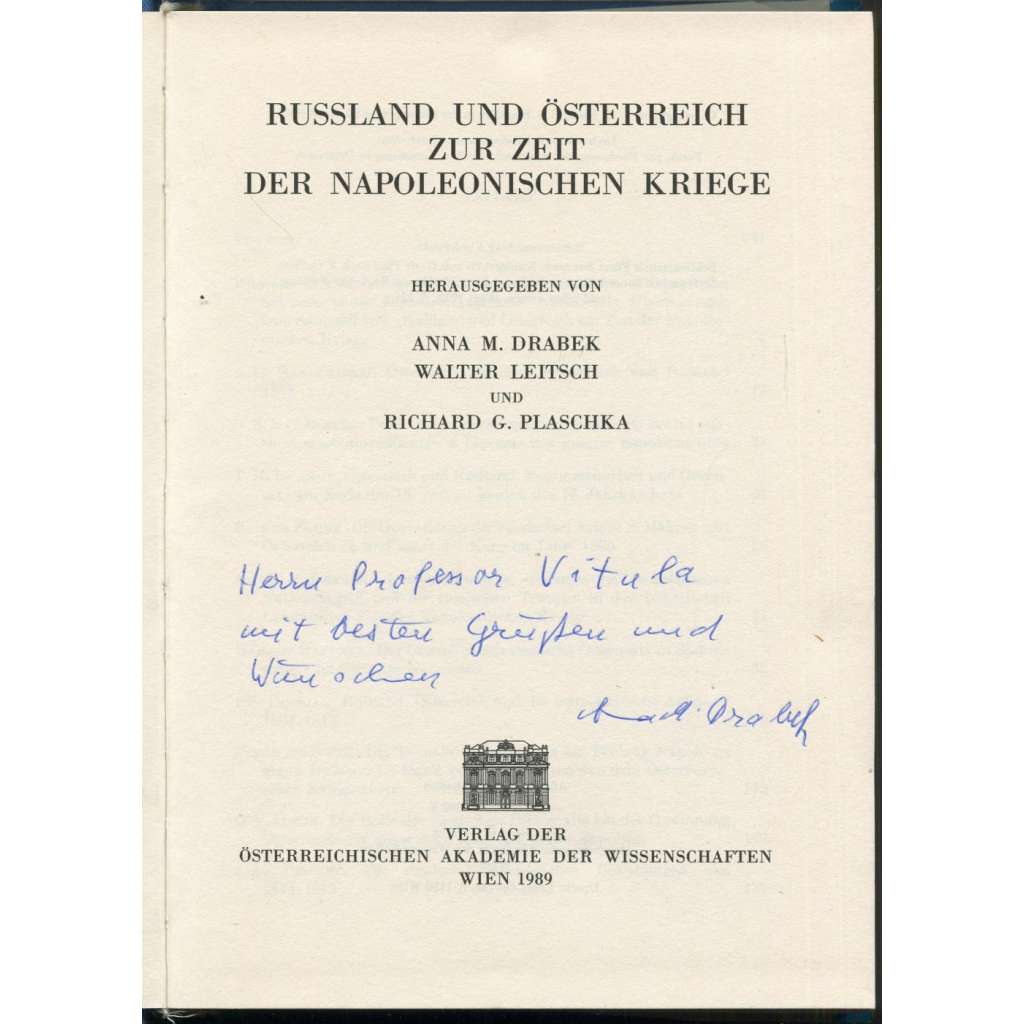 RUSSLAND UND ÖSTERREICH
ZUR ZEIT
DER NAPOLEONISCHEN KRIEGE
HERAUSGEGEBEN VON
ANNA M. DRABEK
WALTER LEITSCH
UND
RICHARD G. PLASCHKA
Herrn Professor Vitula
mit besten Grüßen und
Wünschen
Drabek
VERLAG DER
ÖSTERREICHISCHEN AKADEMIE DER WISSENSCHAFTEN
WIEN 1989